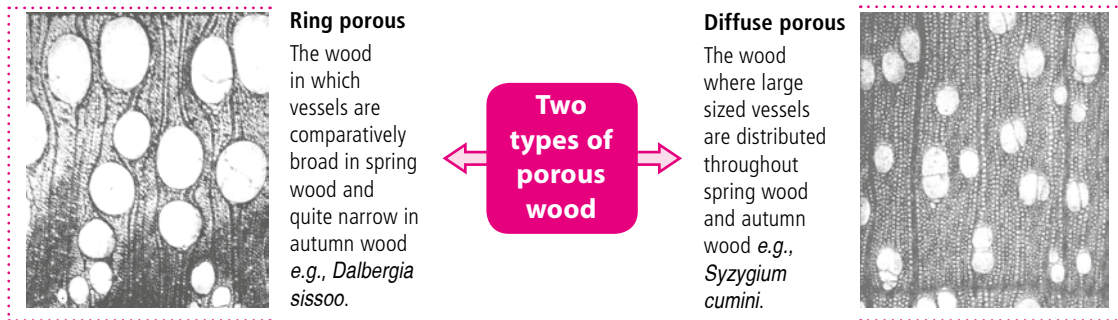 Ring porous
The wood
in which
vessels are
comparatively
broad in spring
wood and
quite narrow in
autumn wood
e.g., Dalbergia
sissoo.
Two
types of
porous
wood
Diffuse porous
The wood
where large
sized vessels
are distributed
throughout
spring wood
and autumn
wood e.g.,
Syzygium
cumini.